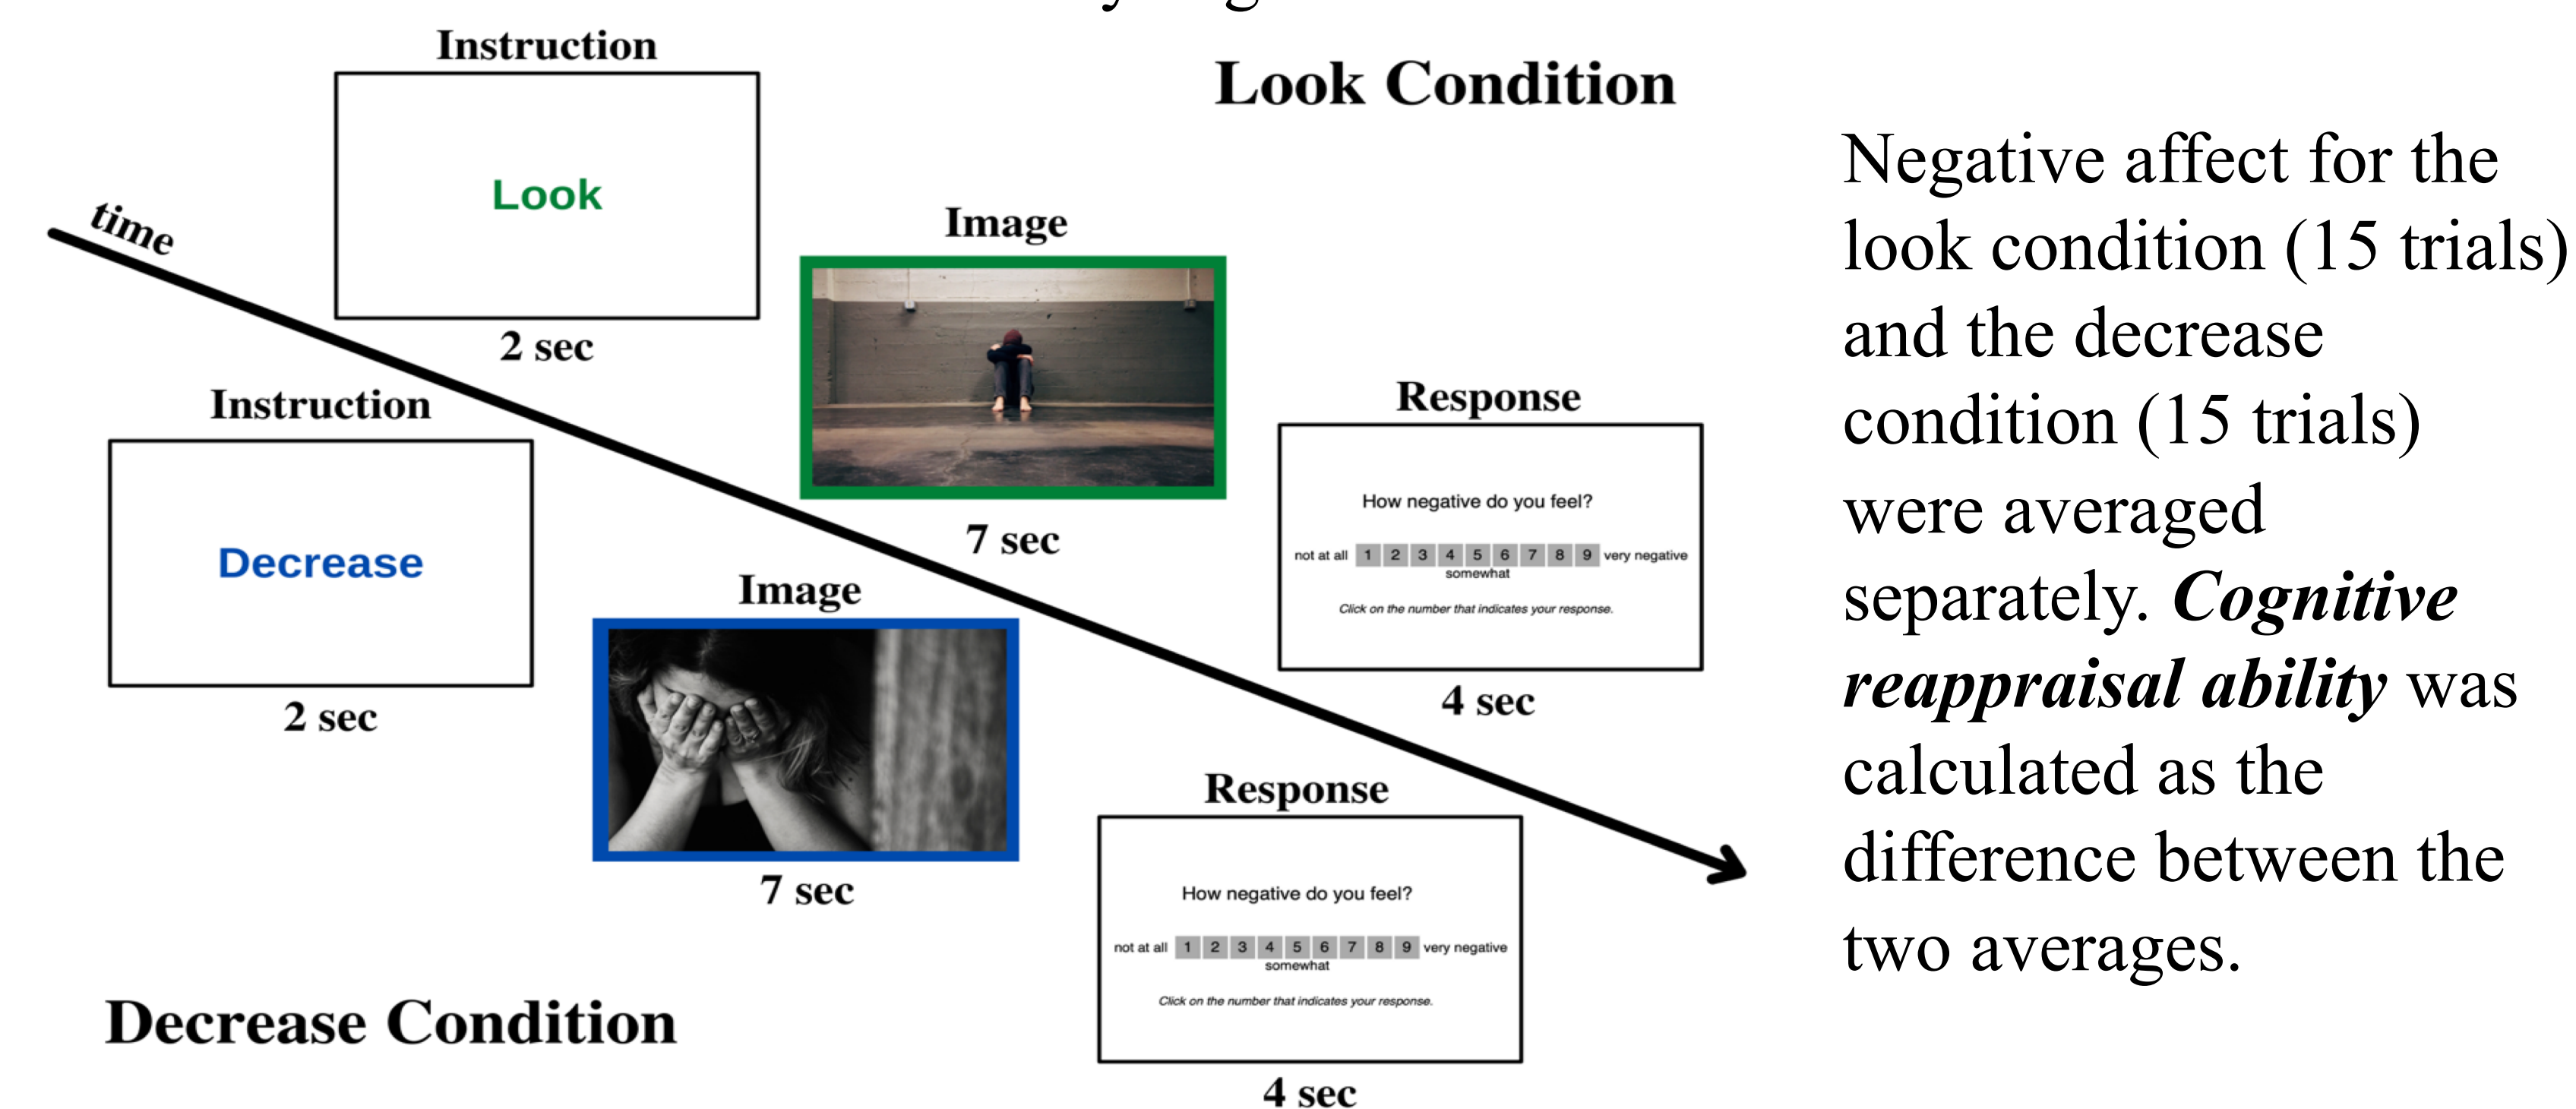 Instruction
Look Condition
Look
time
2 sec
Image
7 sec
Response
How negative do you feel?
not at all 1 2 3 4 5 6 7 8 9 very negative
somewhat
Click on the number that indicates your response.
4 sec
Instruction
Decrease
2 sec
Image
7 sec
Response
How negative do you feel?
not at all 1 2 3 4 5 6 7 8 9 very negative
somewhat
Click on the number that indicates your response.
4 sec
Decrease Condition
Negative affect for the
look condition (15 trials)
and the decrease
condition (15 trials)
were averaged
separately. Cognitive
reappraisal ability was
calculated as the
difference between the
two averages.